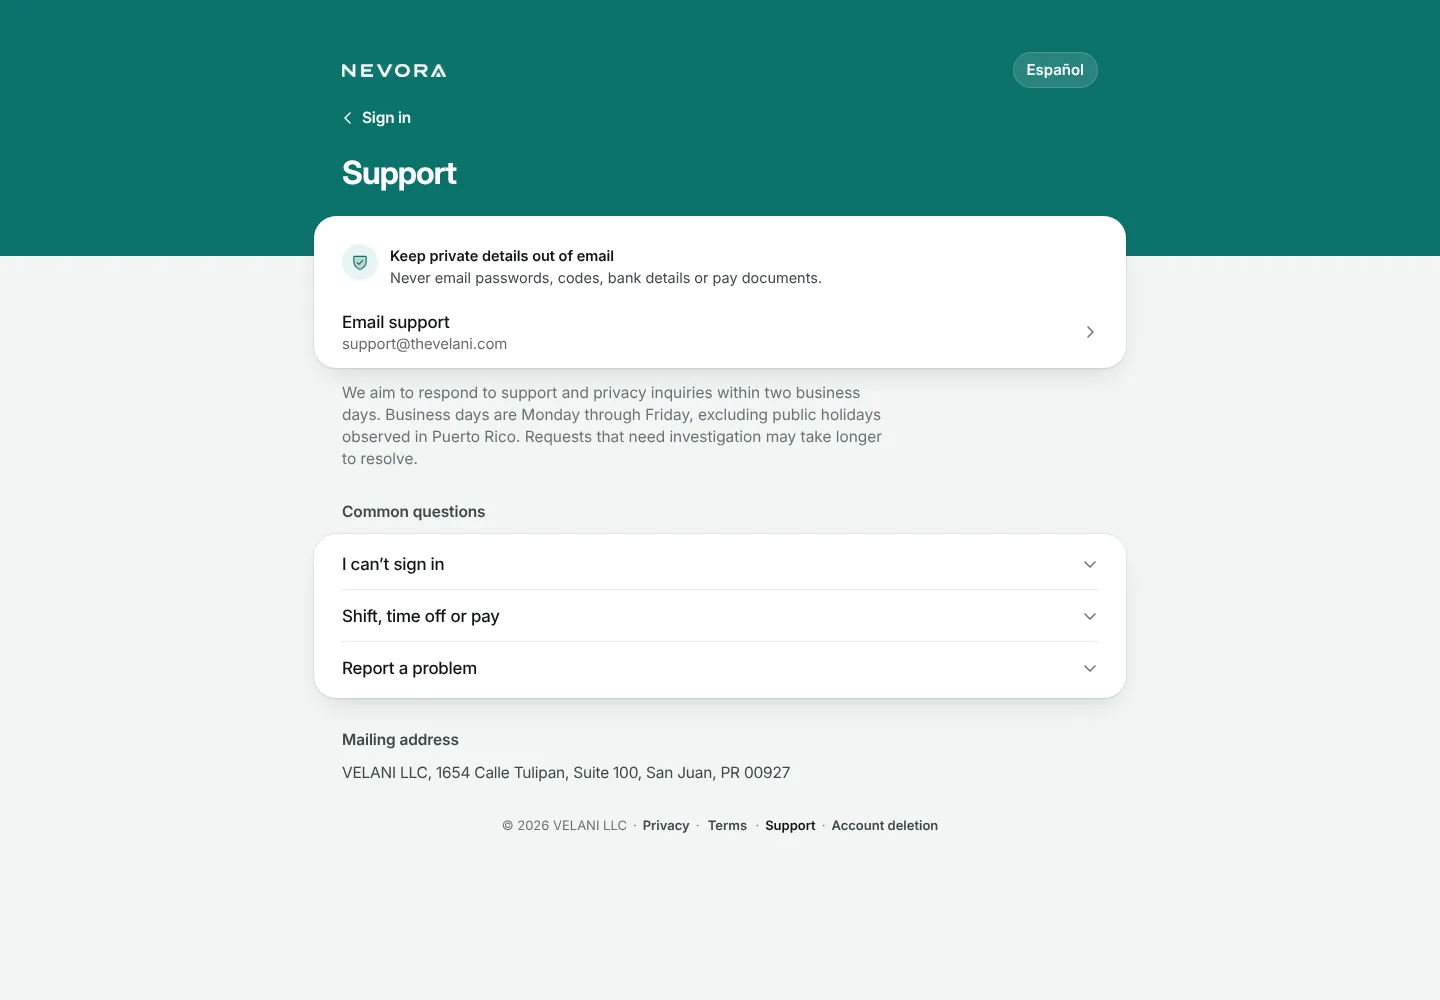 NEVORA
Español
Sign in
Support
Keep private details out of email
Never email passwords, codes, bank details or pay documents.
Email support
support@thevelani.com
We aim to respond to support and privacy inquiries within two business
days. Business days are Monday through Friday, excluding public holidays
observed in Puerto Rico. Requests that need investigation may take longer
to resolve.
Common questions
I can’t sign in
Shift, time off or pay
Report a problem
Mailing address
VELANI LLC, 1654 Calle Tulipan, Suite 100, San Juan, PR 00927
© 2026 VELANI LLC · Privacy · Terms · Support · Account deletion